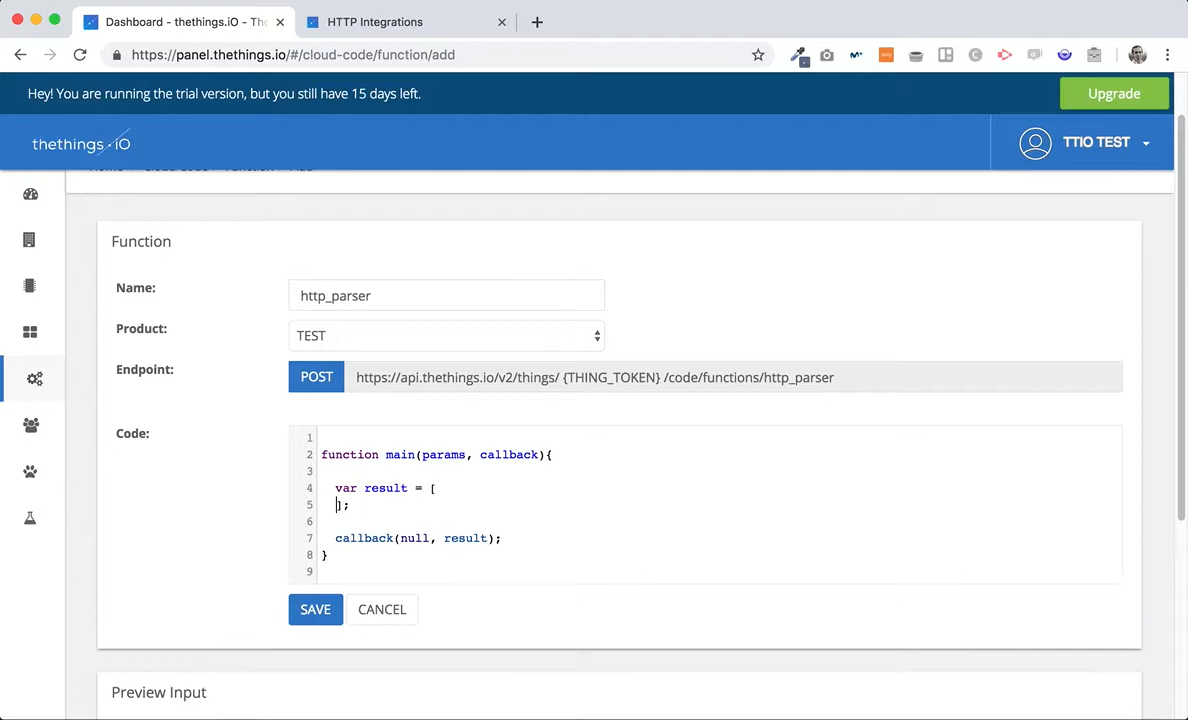 Dashboard - thethings.iO - Th
HTTP Integrations
https://panel.thethings.io/#/cloud-code/function/add
Hey! You are running the trial version, but you still have 15 days left.
Upgrade
thethings.iO
TTIO TEST
Function
Name:
http_parser
Product:
TEST
Endpoint:
POST
https://api.thethings.io/v2/things/ {THING_TOKEN} /code/functions/http_parser
Code:
1
2 function main(params, callback){
3
4 var result = [
5 ];
6
7 callback(null, result);
8 }
9
SAVE
CANCEL
Preview Input